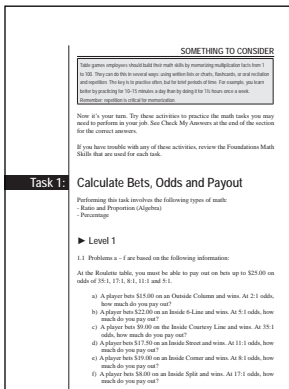 SOMETHING TO CONSIDER
Table games employees should build their math skills by memorizing multiplication facts from 1
to 100. They can do this in several ways: using written lists or charts, flashcards, or oral recitation
and repetition. The key is to practise often, but for brief periods of time. For example, you learn
better by practicing for 10–15 minutes a day than by doing it for 1½ hours once a week.
Remember: repetition is critical for memorization.
Now it's your turn. Try these activities to practice the math tasks you may
need to perform in your job. See Check My Answers at the end of the section
for the correct answers.
If you have trouble with any of these activities, review the Foundations Math
Skills that are used for each task.
Task 1: Calculate Bets, Odds and Payout
Performing this task involves the following types of math:
- Ratio and Proportion (Algebra)
- Percentage
► Level 1
1.1 Problems a – f are based on the following information:
At the Roulette table, you must be able to pay out on bets up to $25.00 on
odds of 35:1, 17:1, 8:1, 11:1 and 5:1.
a) A player bets $15.00 on an Outside Column and wins. At 2:1 odds,
how much do you pay out?
b) A player bets $22.00 on an Inside 6-Line and wins. At 5:1 odds, how
much do you pay out?
c) A player bets $9.00 on the Inside Courtesy Line and wins. At 35:1
odds, how much do you pay out?
d) A player bets $17.50 on an Inside Street and wins. At 11:1 odds, how
much do you pay out?
e) A player bets $19.00 on an Inside Corner and wins. At 8:1 odds, how
much do you pay out?
f) A player bets $8.00 on an Inside Split and wins. At 17:1 odds, how
much do you pay out?